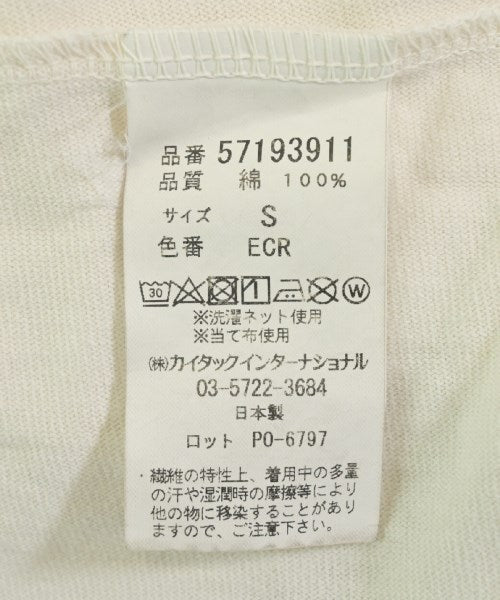 品番 57193911
品質 綿 100%
サイズ S
色番 ECR
30 W
※洗濯ネット使用
※当て布使用
㈱カイタックインターナショナル
03-5722-3684
日本製
ロット PO-6797
・繊維の特性上、着用中の多量
の汗や湿潤時の摩擦等により
他の物に移染することがあり
ますので、ご注意下さい。